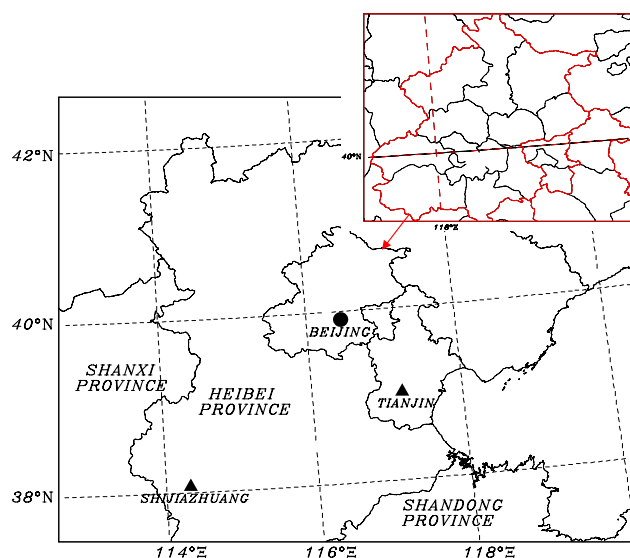 40°N
116°Ξ
42°N
40°N
BEIJING
SHANXI
PROVINCE
HEIBEI
PROVINCE
TIANJIN
38°N
SHIJIAZHUANG
SHANDONG
PROVINCE
114°Ξ
116°Ξ
118°Ξ